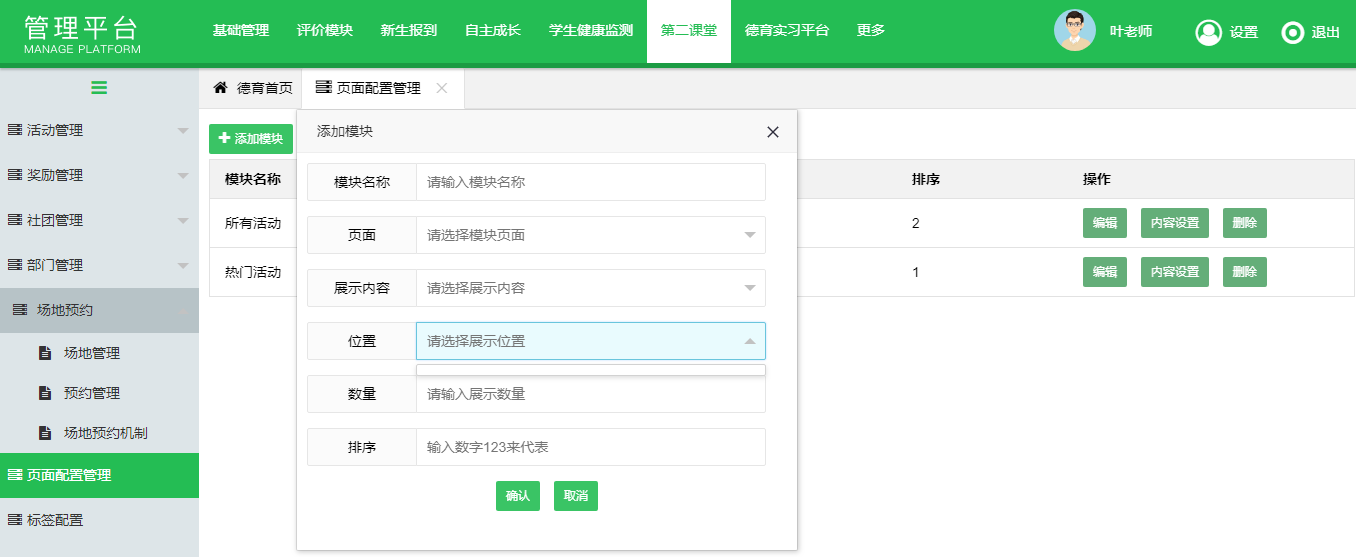 管理平台
MANAGE PLATFORM
基础管理 评价模块 新生报到 自主成长 学生健康监测 第二课堂 德育实习平台 更多
叶老师 设置 退出
德育首页 页面配置管理
活动管理
奖励管理
社团管理
部门管理
场地预约
场地管理
预约管理
场地预约机制
页面配置管理
标签配置
添加模块
模块名称 排序 操作
所有活动 2 编辑 内容设置 删除
热门活动 1 编辑 内容设置 删除
添加模块
模块名称 请输入模块名称
页面 请选择模块页面
展示内容 请选择展示内容
位置 请选择展示位置
数量 请输入展示数量
排序 输入数字123来代表
确认 取消